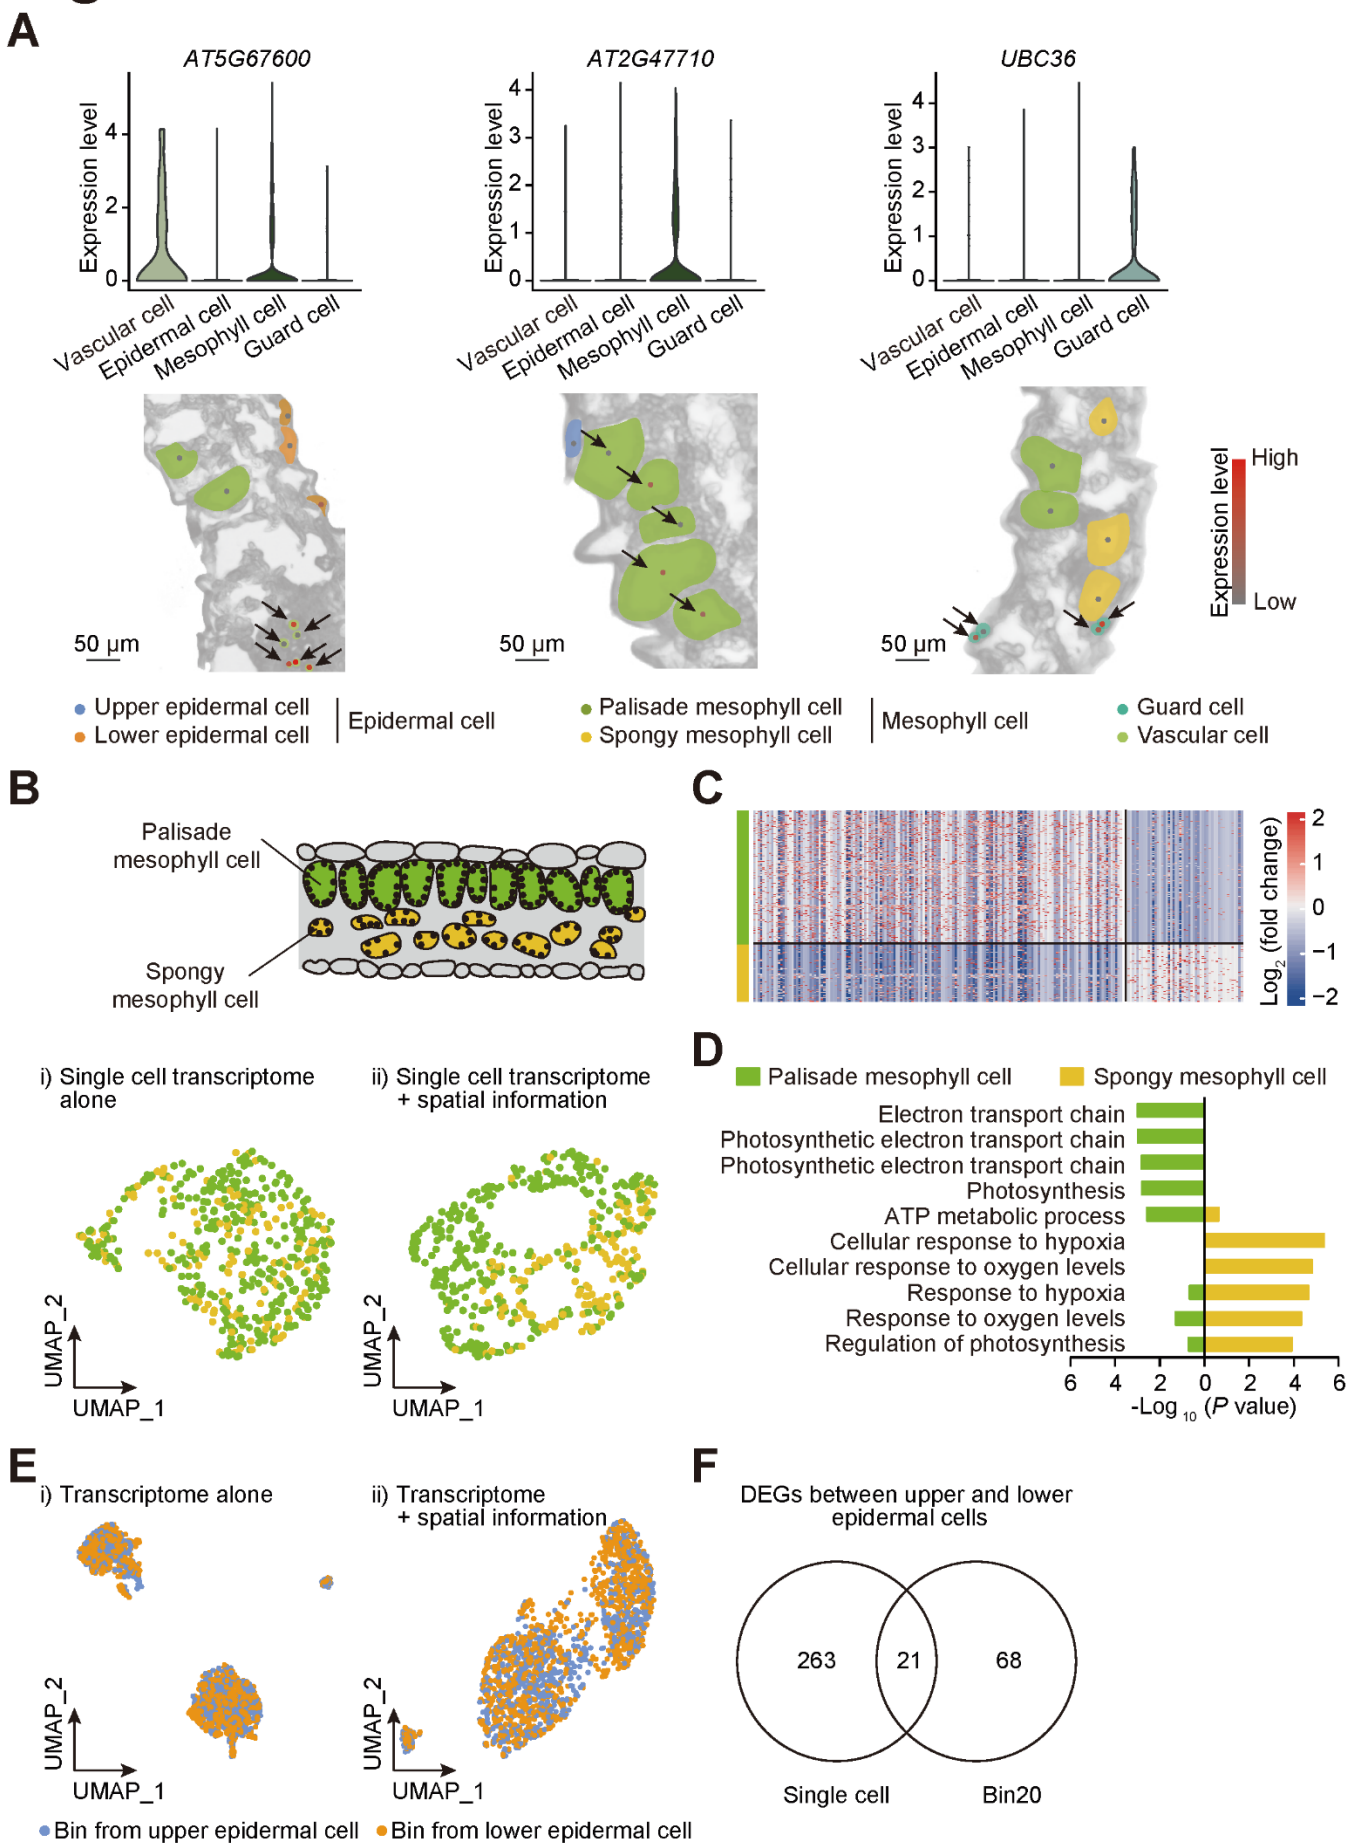 A
AT5G67600
Expression level
4
2
0
Vascular cell
Epidermal cell
Mesophyll cell
Guard cell
AT2G47710
Expression level
4
3
2
1
0
Vascular cell
Epidermal cell
Mesophyll cell
Guard cell
UBC36
Expression level
4
3
2
1
0
Vascular cell
Epidermal cell
Mesophyll cell
Guard cell
50 μm
50 μm
50 μm
Expression level
High
Low
Upper epidermal cell
Lower epidermal cell
Epidermal cell
Palisade mesophyll cell
Spongy mesophyll cell
Mesophyll cell
Guard cell
Vascular cell
B
Palisade
mesophyll cell
Spongy
mesophyll cell
i) Single cell transcriptome
alone
UMAP_2
UMAP_1
ii) Single cell transcriptome
+ spatial information
UMAP_2
UMAP_1
C
Log2 (fold change)
2
1
0
−1
−2
D
Palisade mesophyll cell
Spongy mesophyll cell
Electron transport chain
Photosynthetic electron transport chain
Photosynthetic electron transport chain
Photosynthesis
ATP metabolic process
Cellular response to hypoxia
Cellular response to oxygen levels
Response to hypoxia
Response to oxygen levels
Regulation of photosynthesis
6 4 2 0 2 4 6
-Log10 (P value)
E
i) Transcriptome alone
UMAP_2
UMAP_1
ii) Transcriptome
+ spatial information
UMAP_2
UMAP_1
Bin from upper epidermal cell
Bin from lower epidermal cell
F
DEGs between upper and lower
epidermal cells
263
21
68
Single cell
Bin20